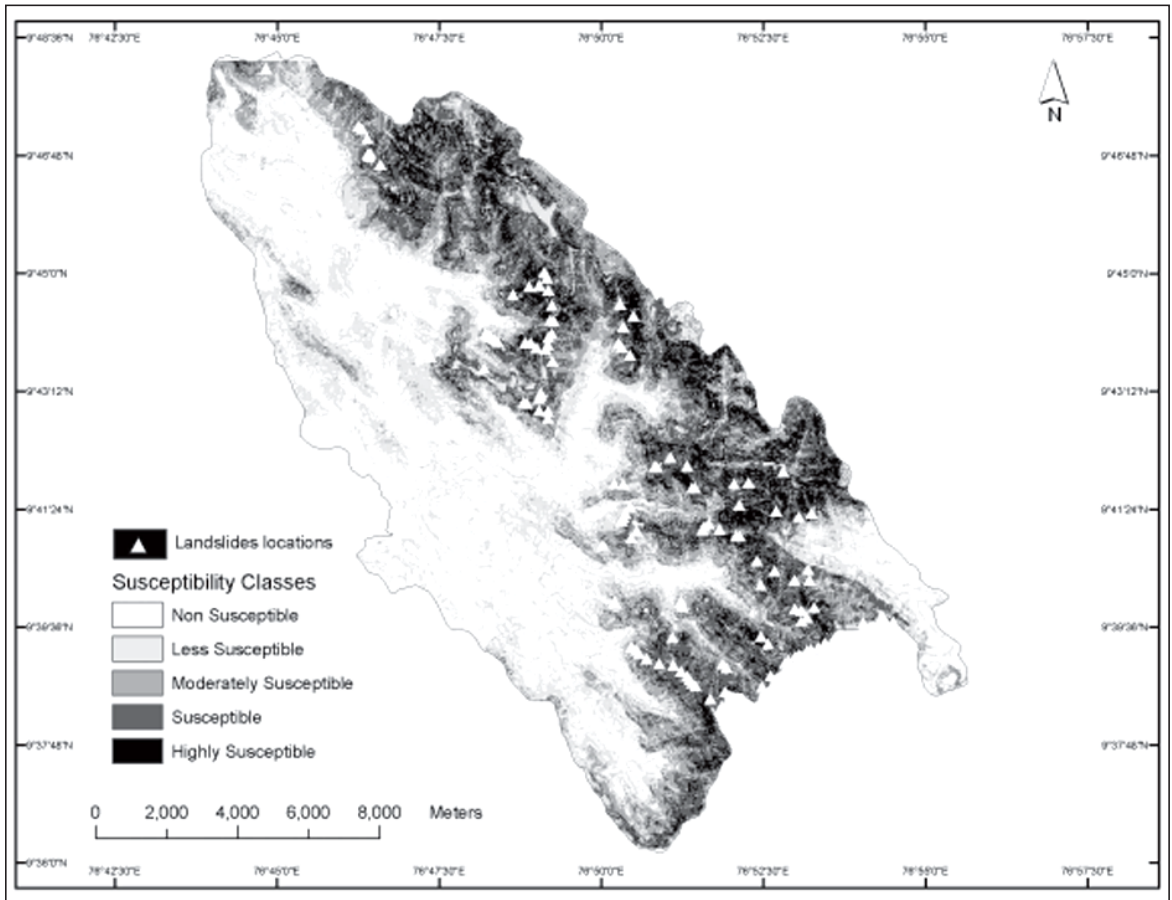 76°42'30"E 76°45'0"E 76°47'30"E 76°50'0"E 76°52'30"E 76°55'0"E 76°57'30"E
9°48'36"N
N
9°46'48"N 9°46'48"N
9°45'0"N 9°45'0"N
9°43'12"N 9°43'12"N
9°41'24"N 9°41'24"N
Landslides locations
Susceptibility Classes
Non Susceptible
9°39'36"N 9°39'36"N
Less Susceptible
Moderately Susceptible
Susceptible
9°37'48"N 9°37'48"N
Highly Susceptible
0 2,000 4,000 6,000 8,000 Meters
9°36'0"N 9°36'0"N
76°42'30"E 76°45'0"E 76°47'30"E 76°50'0"E 76°52'30"E 76°55'0"E 76°57'30"E